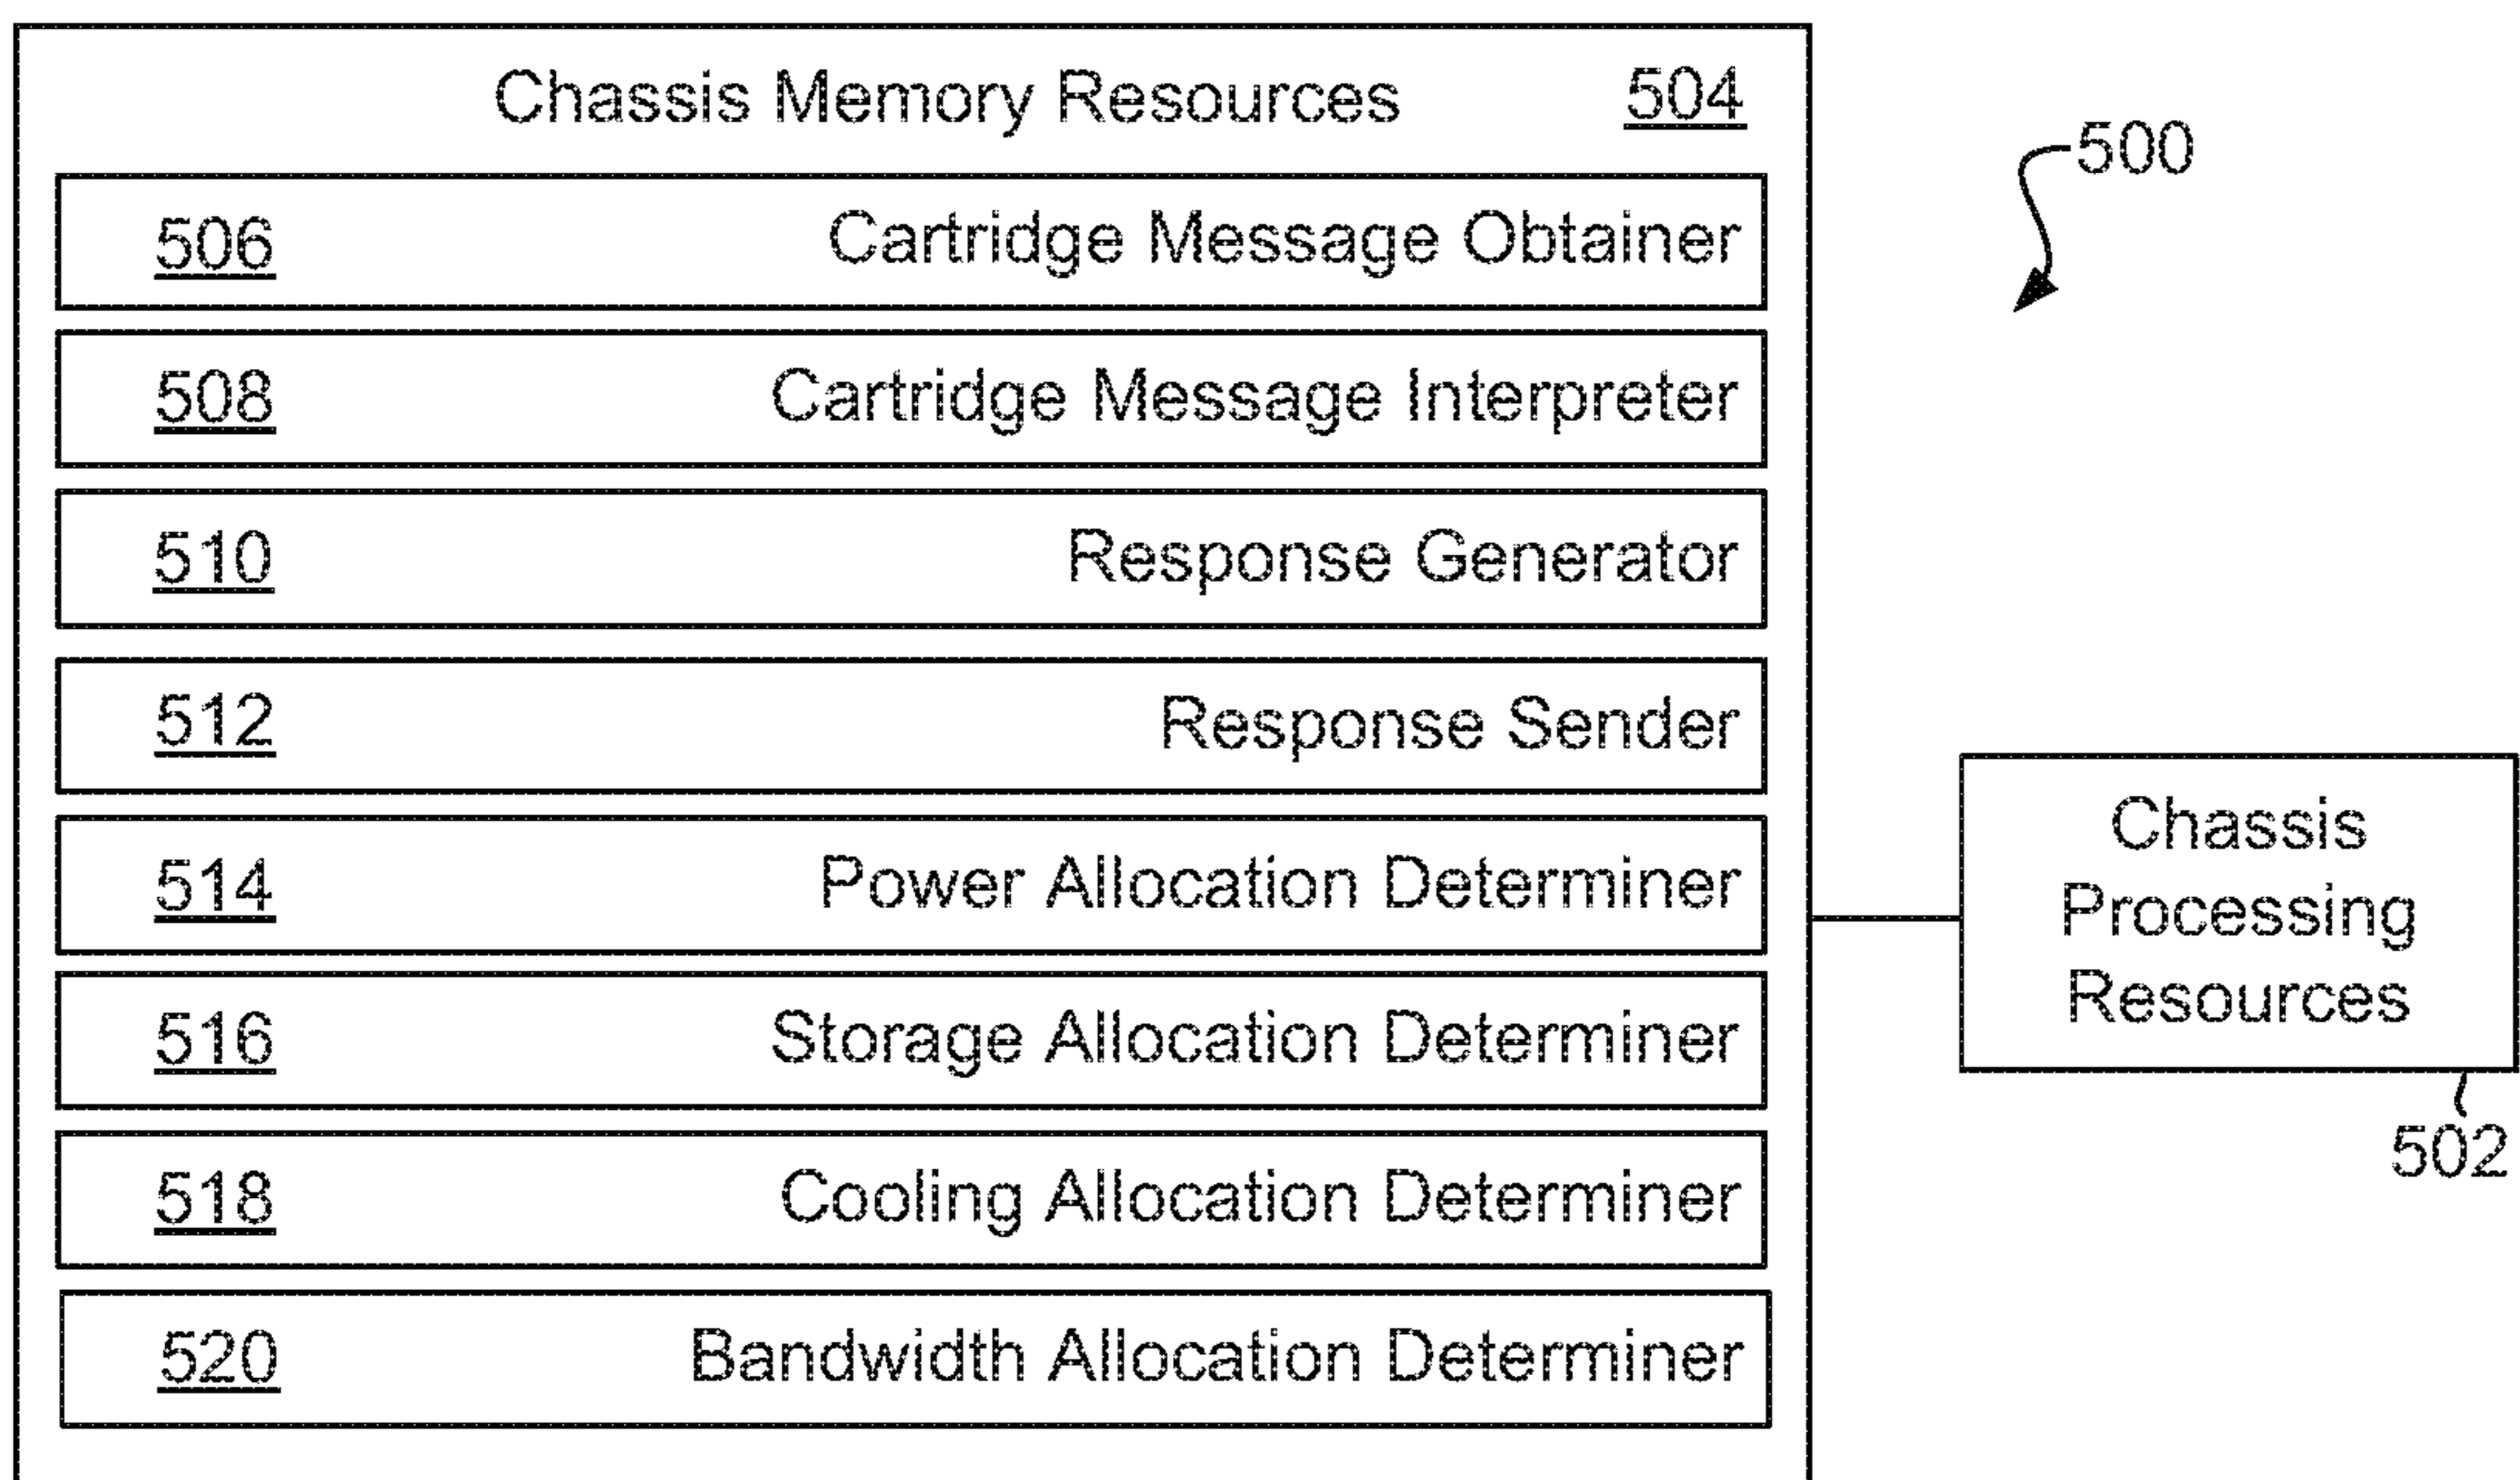 Chassis Memory Resources 504
500
506 Cartridge Message Obtainer
508 Cartridge Message Interpreter
510 Response Generator
512 Response Sender
514 Power Allocation Determiner
516 Storage Allocation Determiner
518 Cooling Allocation Determiner
520 Bandwidth Allocation Determiner
Chassis
Processing
Resources
502